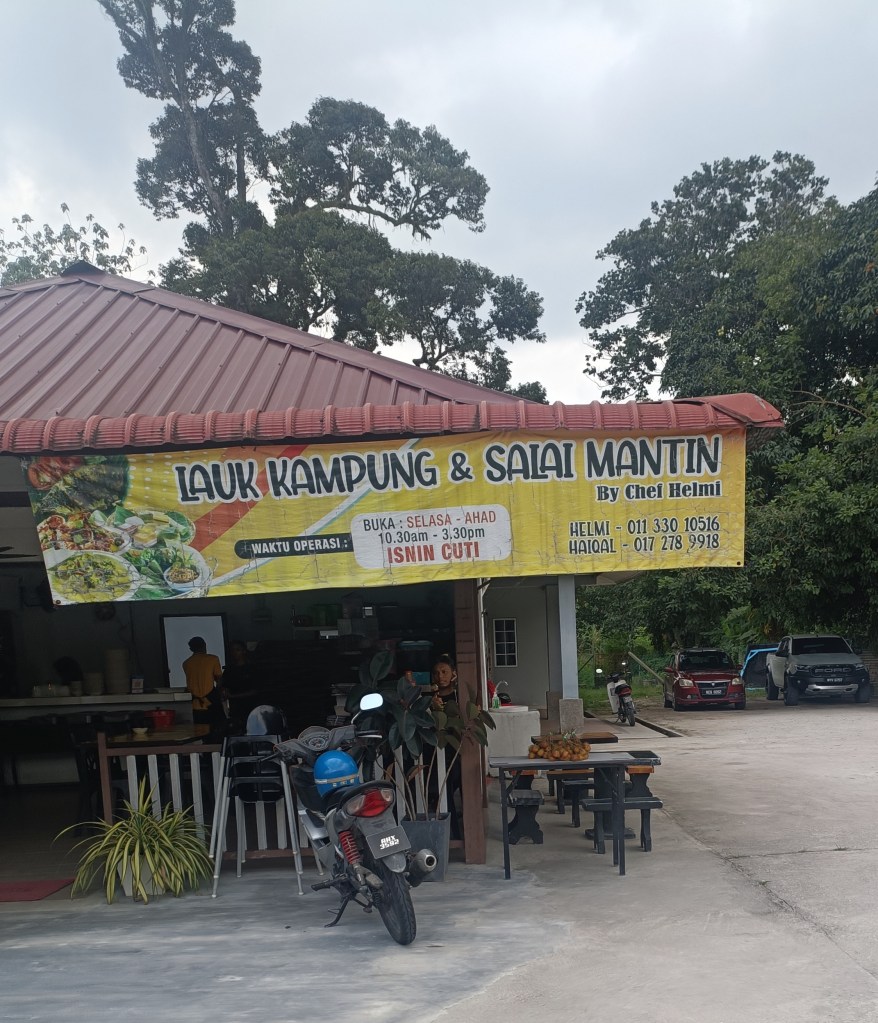 LAUK KAMPUNG & SALAI MANTIN
By Chef Helmi
WAKTU OPERASI :
BUKA : SELASA - AHAD
10.30am - 3.30pm
ISNIN CUTI
HELMI - 011 330 10516
HAIQAL - 017 278 9918
FORD